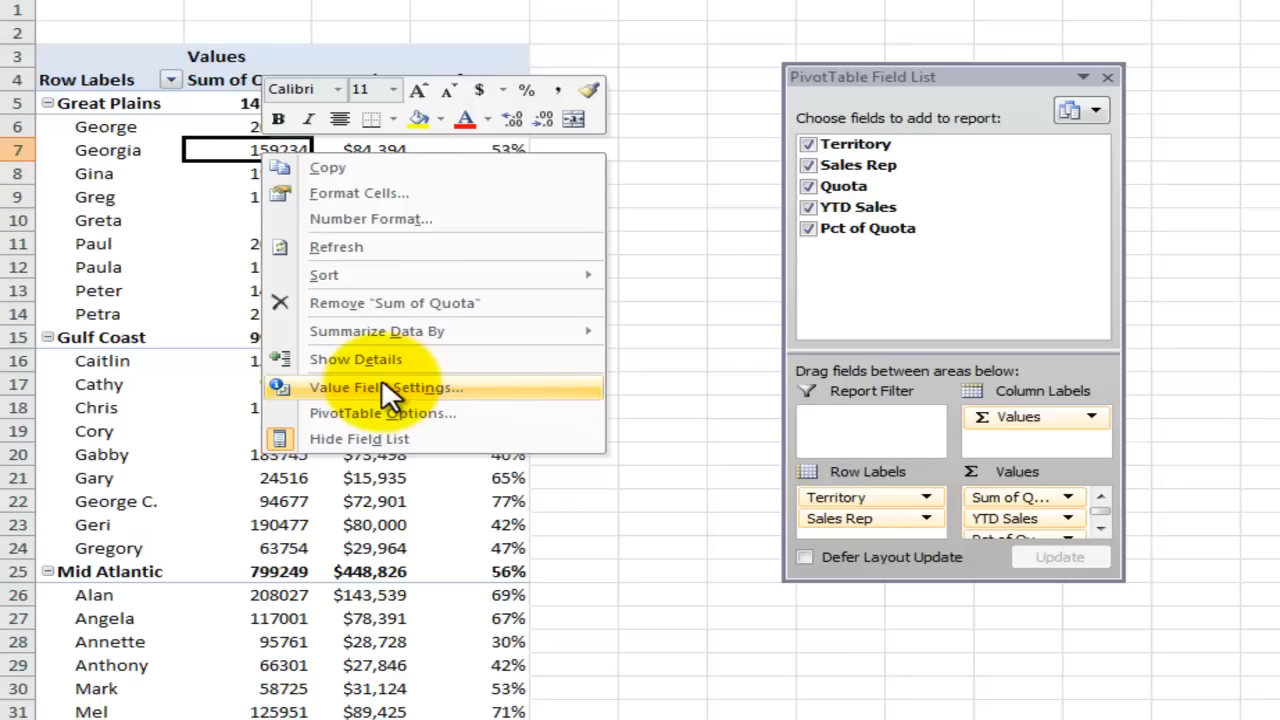 1
2
3 Values
4 Row Labels Sum of Q
5 Great Plains 14
6 George 2
7 Georgia 159234 $84,394 53%
8 Gina 1
9 Greg 1
10 Greta
11 Paul 2
12 Paula 1
13 Peter 1
14 Petra 2
15 Gulf Coast 9
16 Caitlin 1
17 Cathy 1
18 Chris 1
19 Cory
20 Gabby 183745 $73,498 40%
21 Gary 24516 $15,935 65%
22 George C. 94677 $72,901 77%
23 Geri 190477 $80,000 42%
24 Gregory 63754 $29,964 47%
25 Mid Atlantic 799249 $448,826 56%
26 Alan 208027 $143,539 69%
27 Angela 117001 $78,391 67%
28 Annette 95761 $28,728 30%
29 Anthony 66301 $27,846 42%
30 Mark 58725 $31,124 53%
31 Mel 125951 $89,425 71%
Calibri 11 A A $ % ,
B I A .00 .00
Copy
Format Cells...
Number Format...
Refresh
Sort
Remove "Sum of Quota"
Summarize Data By
Show Details
Value Field Settings...
PivotTable Options...
Hide Field List
PivotTable Field List
Choose fields to add to report:
Territory
Sales Rep
Quota
YTD Sales
Pct of Quota
Drag fields between areas below:
Report Filter Column Labels
Σ Values
Row Labels Σ Values
Territory Sum of Q...
Sales Rep YTD Sales
Defer Layout Update Update